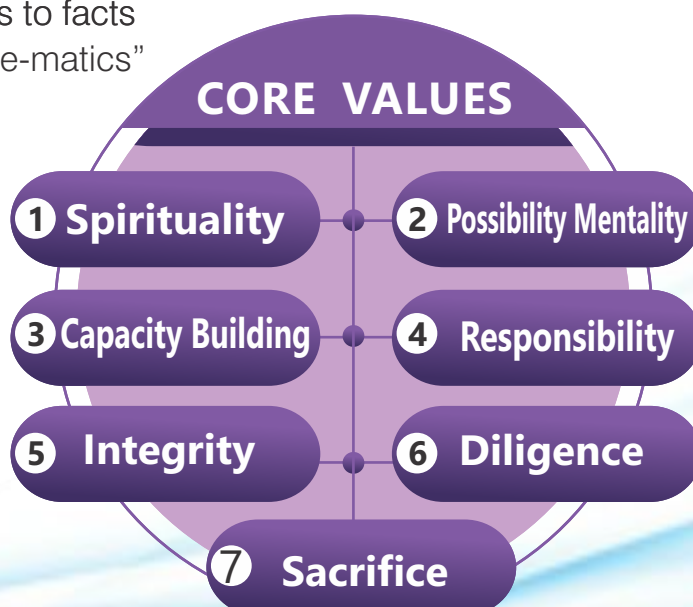 s to facts
e-matics”
CORE VALUES
1 Spirituality
2 Possibility Mentality
3 Capacity Building
4 Responsibility
5 Integrity
6 Diligence
7 Sacrifice